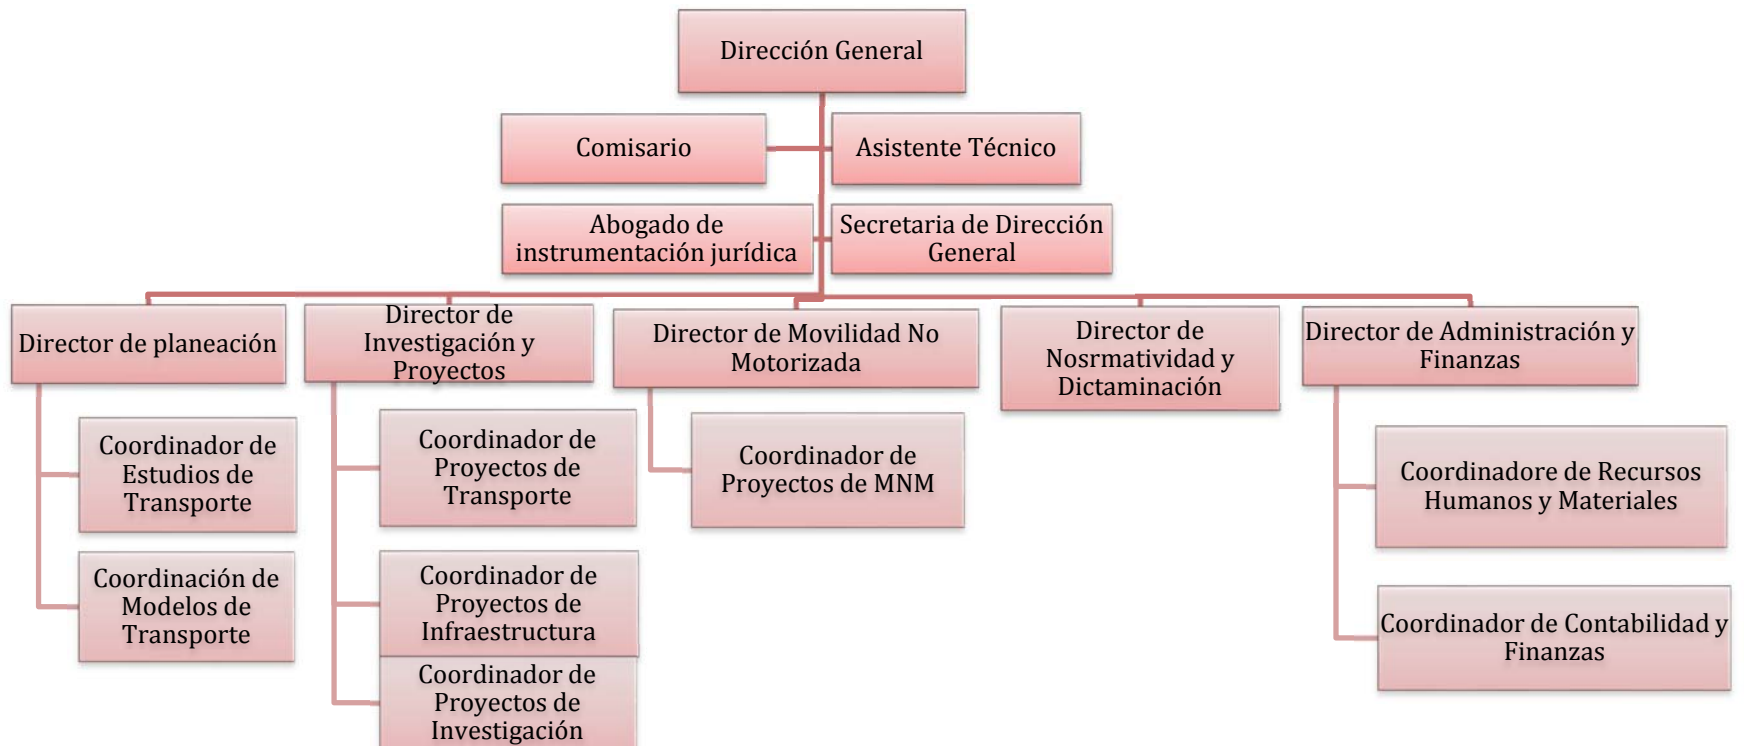 Dirección General
Comisario
Asistente Técnico
Abogado de
instrumentación jurídica
Secretaria de Dirección
General
Director de planeación
Director de
Investigación y
Proyectos
Director de Movilidad No
Motorizada
Director de
Nosrmatividad y
Dictaminación
Director de Administración y
Finanzas
Coordinador de
Estudios de
Transporte
Coordinación de
Modelos de
Transporte
Coordinador de
Proyectos de
Transporte
Coordinador de
Proyectos de
Infraestructura
Coordinador de
Proyectos de
Investigación
Coordinador de
Proyectos de MNM
Coordinadore de Recursos
Humanos y Materiales
Coordinador de Contabilidad y
Finanzas